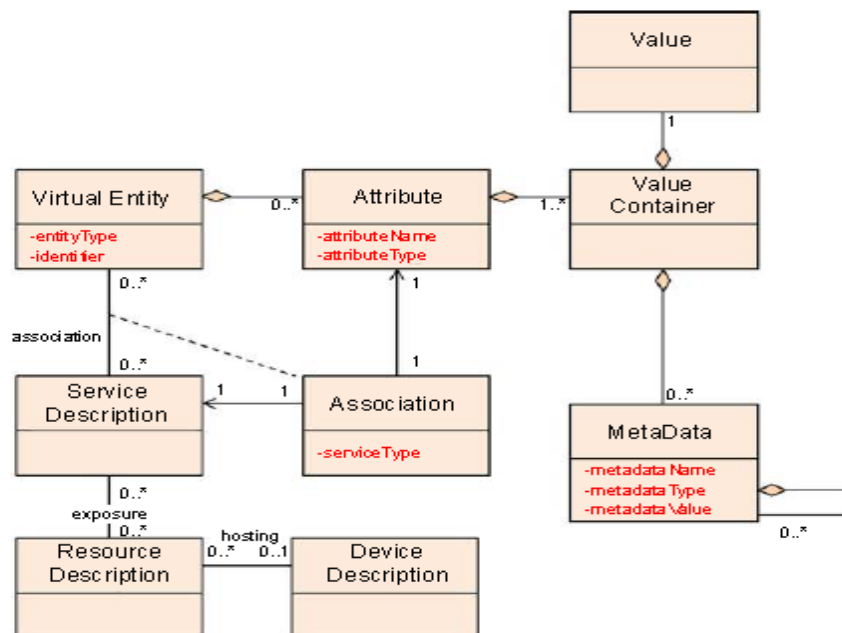 Value
1
Virtual Entity
-entityType
-identifier
0..*
Attribute
-attributeName
-attributeType
1..*
Value
Container
0..*
association
0..*
1
1
1
1
Service
Description
Association
-serviceType
0..*
MetaData
-metadataName
-metadataType
-metadataValue
0..*
0..*
exposure
0..*
Resource
Description
hosting
0..*
0..1
Device
Description